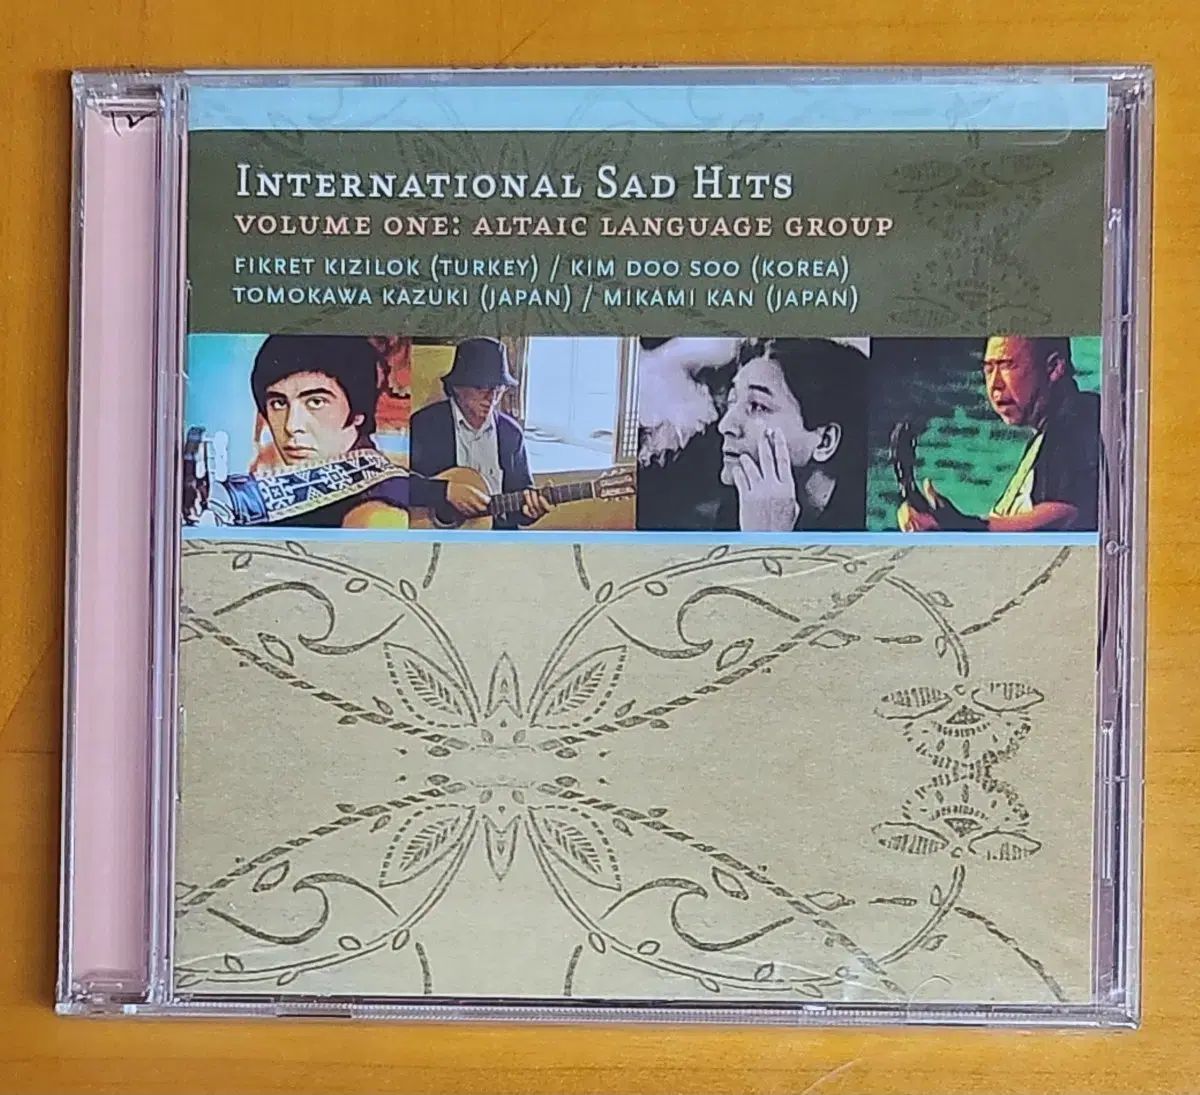 INTERNATIONAL SAD HITS
VOLUME ONE: ALTAIC LANGUAGE GROUP
FIKRET KIZILOK (TURKEY) / KIM DOO SOO (KOREA)
TOMOKAWA KAZUKI (JAPAN) / MIKAMI KAN (JAPAN)